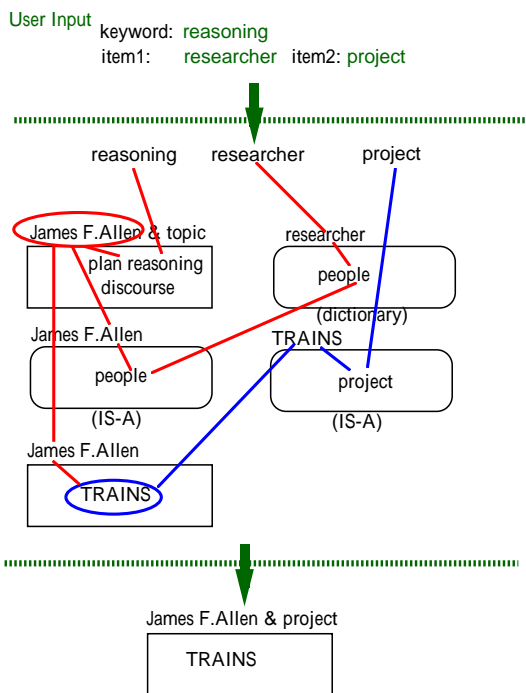 User Input
keyword: reasoning
item1: researcher item2: project
reasoning researcher project
James F.Allen & topic
plan reasoning
discourse
researcher
people
(dictionary)
James F.Allen
people
(IS-A)
TRAINS
project
(IS-A)
James F.Allen
TRAINS
James F.Allen & project
TRAINS